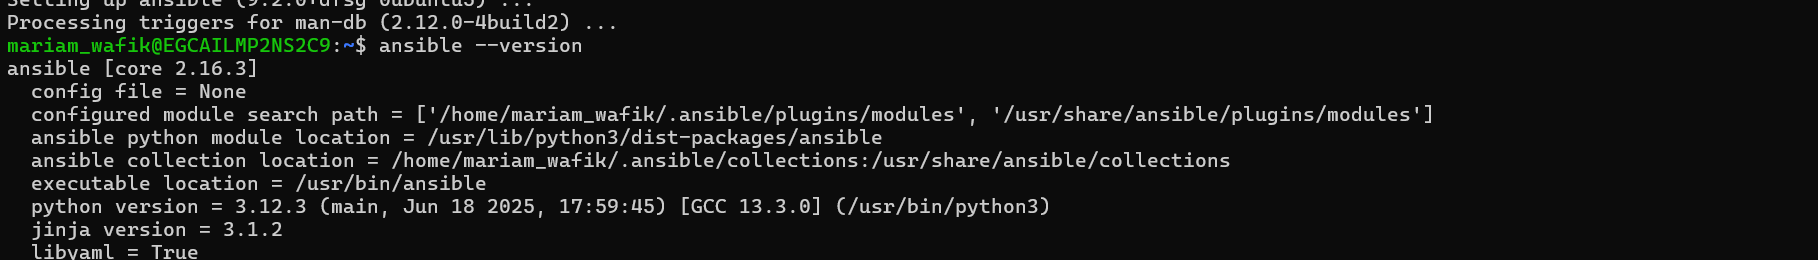 Setting up ansible (9.2.0+dfsg-0ubuntu5) ...
Processing triggers for man-db (2.12.0-4build2) ...
mariam_wafik@EGCAILMP2NS2C9:~$ ansible --version
ansible [core 2.16.3]
  config file = None
  configured module search path = ['/home/mariam_wafik/.ansible/plugins/modules', '/usr/share/ansible/plugins/modules']
  ansible python module location = /usr/lib/python3/dist-packages/ansible
  ansible collection location = /home/mariam_wafik/.ansible/collections:/usr/share/ansible/collections
  executable location = /usr/bin/ansible
  python version = 3.12.3 (main, Jun 18 2025, 17:59:45) [GCC 13.3.0] (/usr/bin/python3)
  jinja version = 3.1.2
  libyaml = True